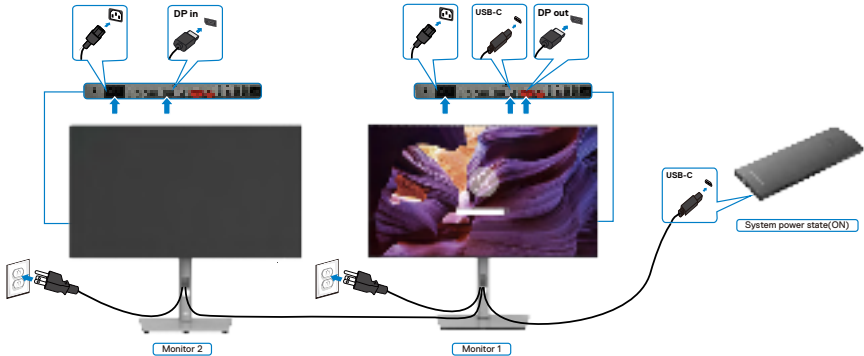 DP in
USB-C
DP out
USB-C
System power state(ON)
Monitor 2
Monitor 1